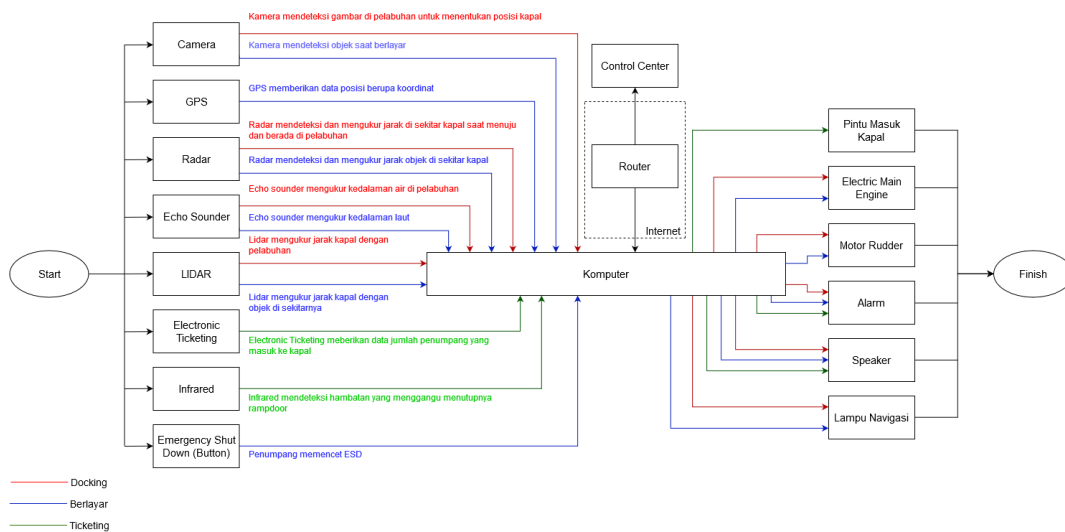 Kamera mendeteksi gambar di pelabuhan untuk menentukan posisi kapal
Camera
Kamera mendeteksi objek saat berlayar
Control Center
GPS
GPS memberikan data posisi berupa koordinat
Radar mendeteksi dan mengukur jarak di sekitar kapal saat menuju
dan berada di pelabuhan
Pintu Masuk
Kapal
Radar
Radar mendeteksi dan mengukur jarak objek di sekitar kapal
Router
Echo sounder mengukur kedalaman air di pelabuhan
Electric Main
Engine
Echo Sounder
Echo sounder mengukur kedalaman laut
Internet
Motor Rudder
Lidar mengukur jarak kapal dengan
pelabuhan
Start
LIDAR
Komputer
Finish
Lidar mengukur jarak kapal dengan
objek di sekitarnya
Alarm
Electronic
Ticketing
Electronic Ticketing meberikan data jumlah penumpang yang
masuk ke kapal
Speaker
Infrared
Infrared mendeteksi hambatan yang menggangu menutupnya
rampdoor
Lampu Navigasi
Emergency Shut
Down (Button)
Penumpang memencet ESD
Docking
Berlayar
Ticketing